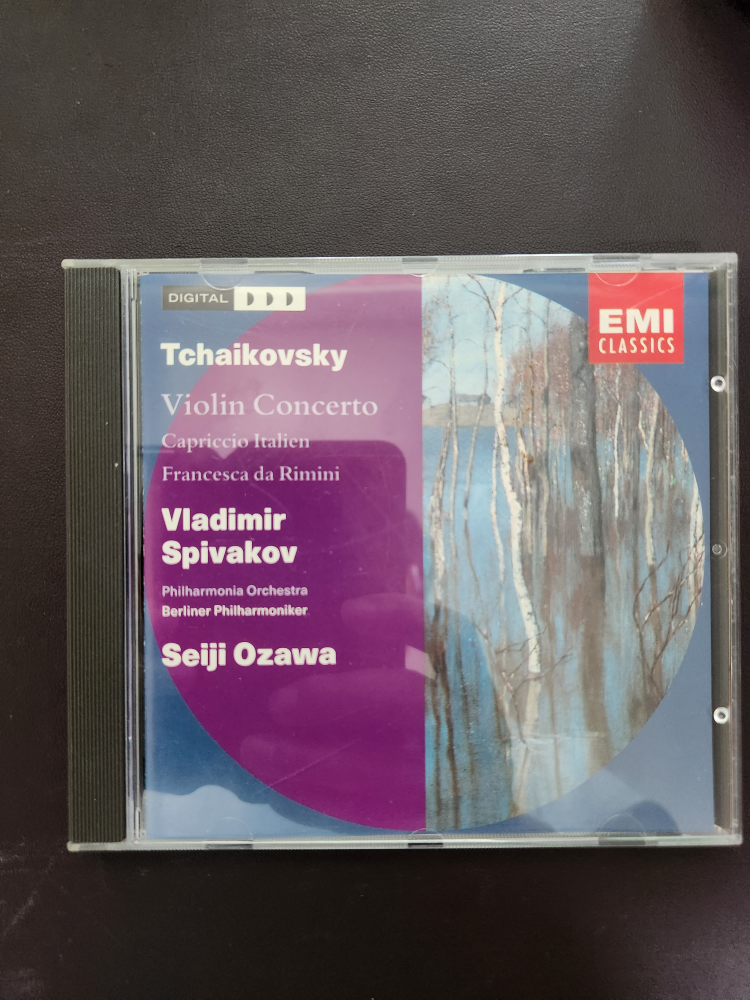 DIGITAL DDD
EMI
CLASSICS
Tchaikovsky
Violin Concerto
Capriccio Italien
Francesca da Rimini
Vladimir
Spivakov
Philharmonia Orchestra
Berliner Philharmoniker
Seiji Ozawa